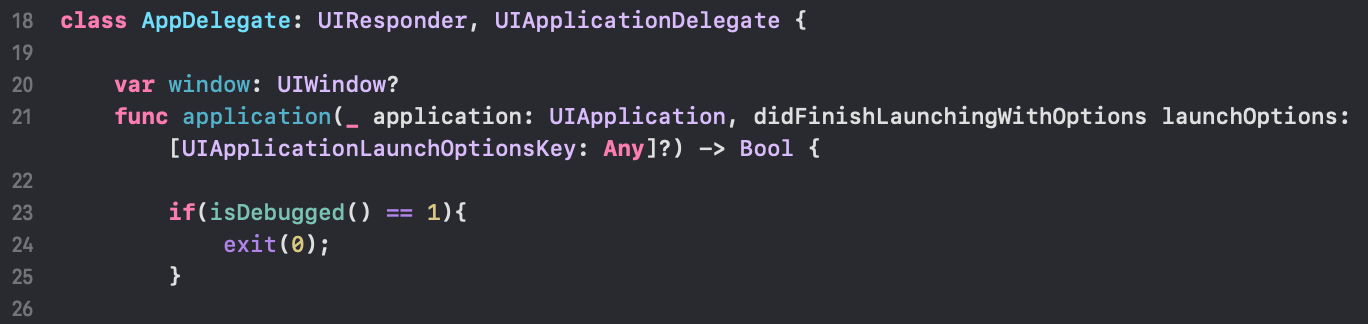 18 class AppDelegate: UIResponder, UIApplicationDelegate {
19
20     var window: UIWindow?
21     func application(_ application: UIApplication, didFinishLaunchingWithOptions launchOptions:
        [UIApplicationLaunchOptionsKey: Any]?) -> Bool {
22
23         if(isDebugged() == 1){
24             exit(0);
25         }
26